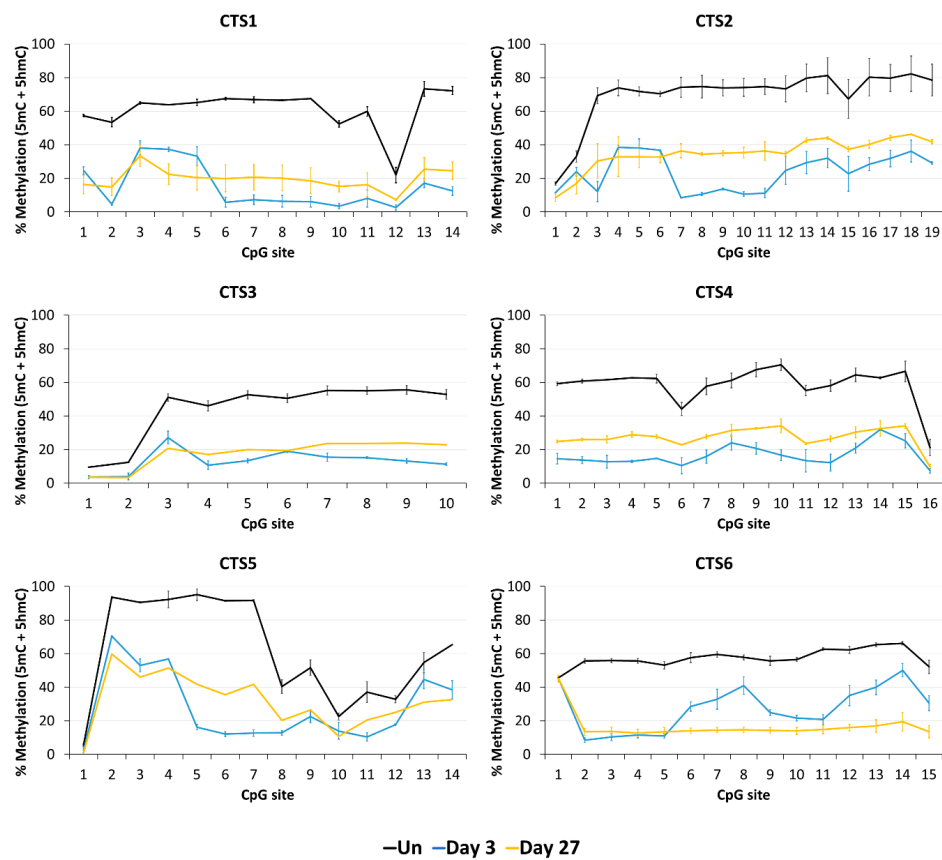 CTS1
% Methylation (5mC + 5hmC)
100
80
60
40
20
0
1 2 3 4 5 6 7 8 9 10 11 12 13 14
CpG site
CTS2
% Methylation (5mC + 5hmC)
100
80
60
40
20
0
1 2 3 4 5 6 7 8 9 10 11 12 13 14 15 16 17 18 19
CpG site
CTS3
% Methylation (5mC + 5hmC)
100
80
60
40
20
0
1 2 3 4 5 6 7 8 9 10
CpG site
CTS4
% Methylation (5mC + 5hmC)
100
80
60
40
20
0
1 2 3 4 5 6 7 8 9 10 11 12 13 14 15 16
CpG site
CTS5
% Methylation (5mC + 5hmC)
100
80
60
40
20
0
1 2 3 4 5 6 7 8 9 10 11 12 13 14
CpG site
CTS6
% Methylation (5mC + 5hmC)
100
80
60
40
20
0
1 2 3 4 5 6 7 8 9 10 11 12 13 14 15
CpG site
Un Day 3 Day 27